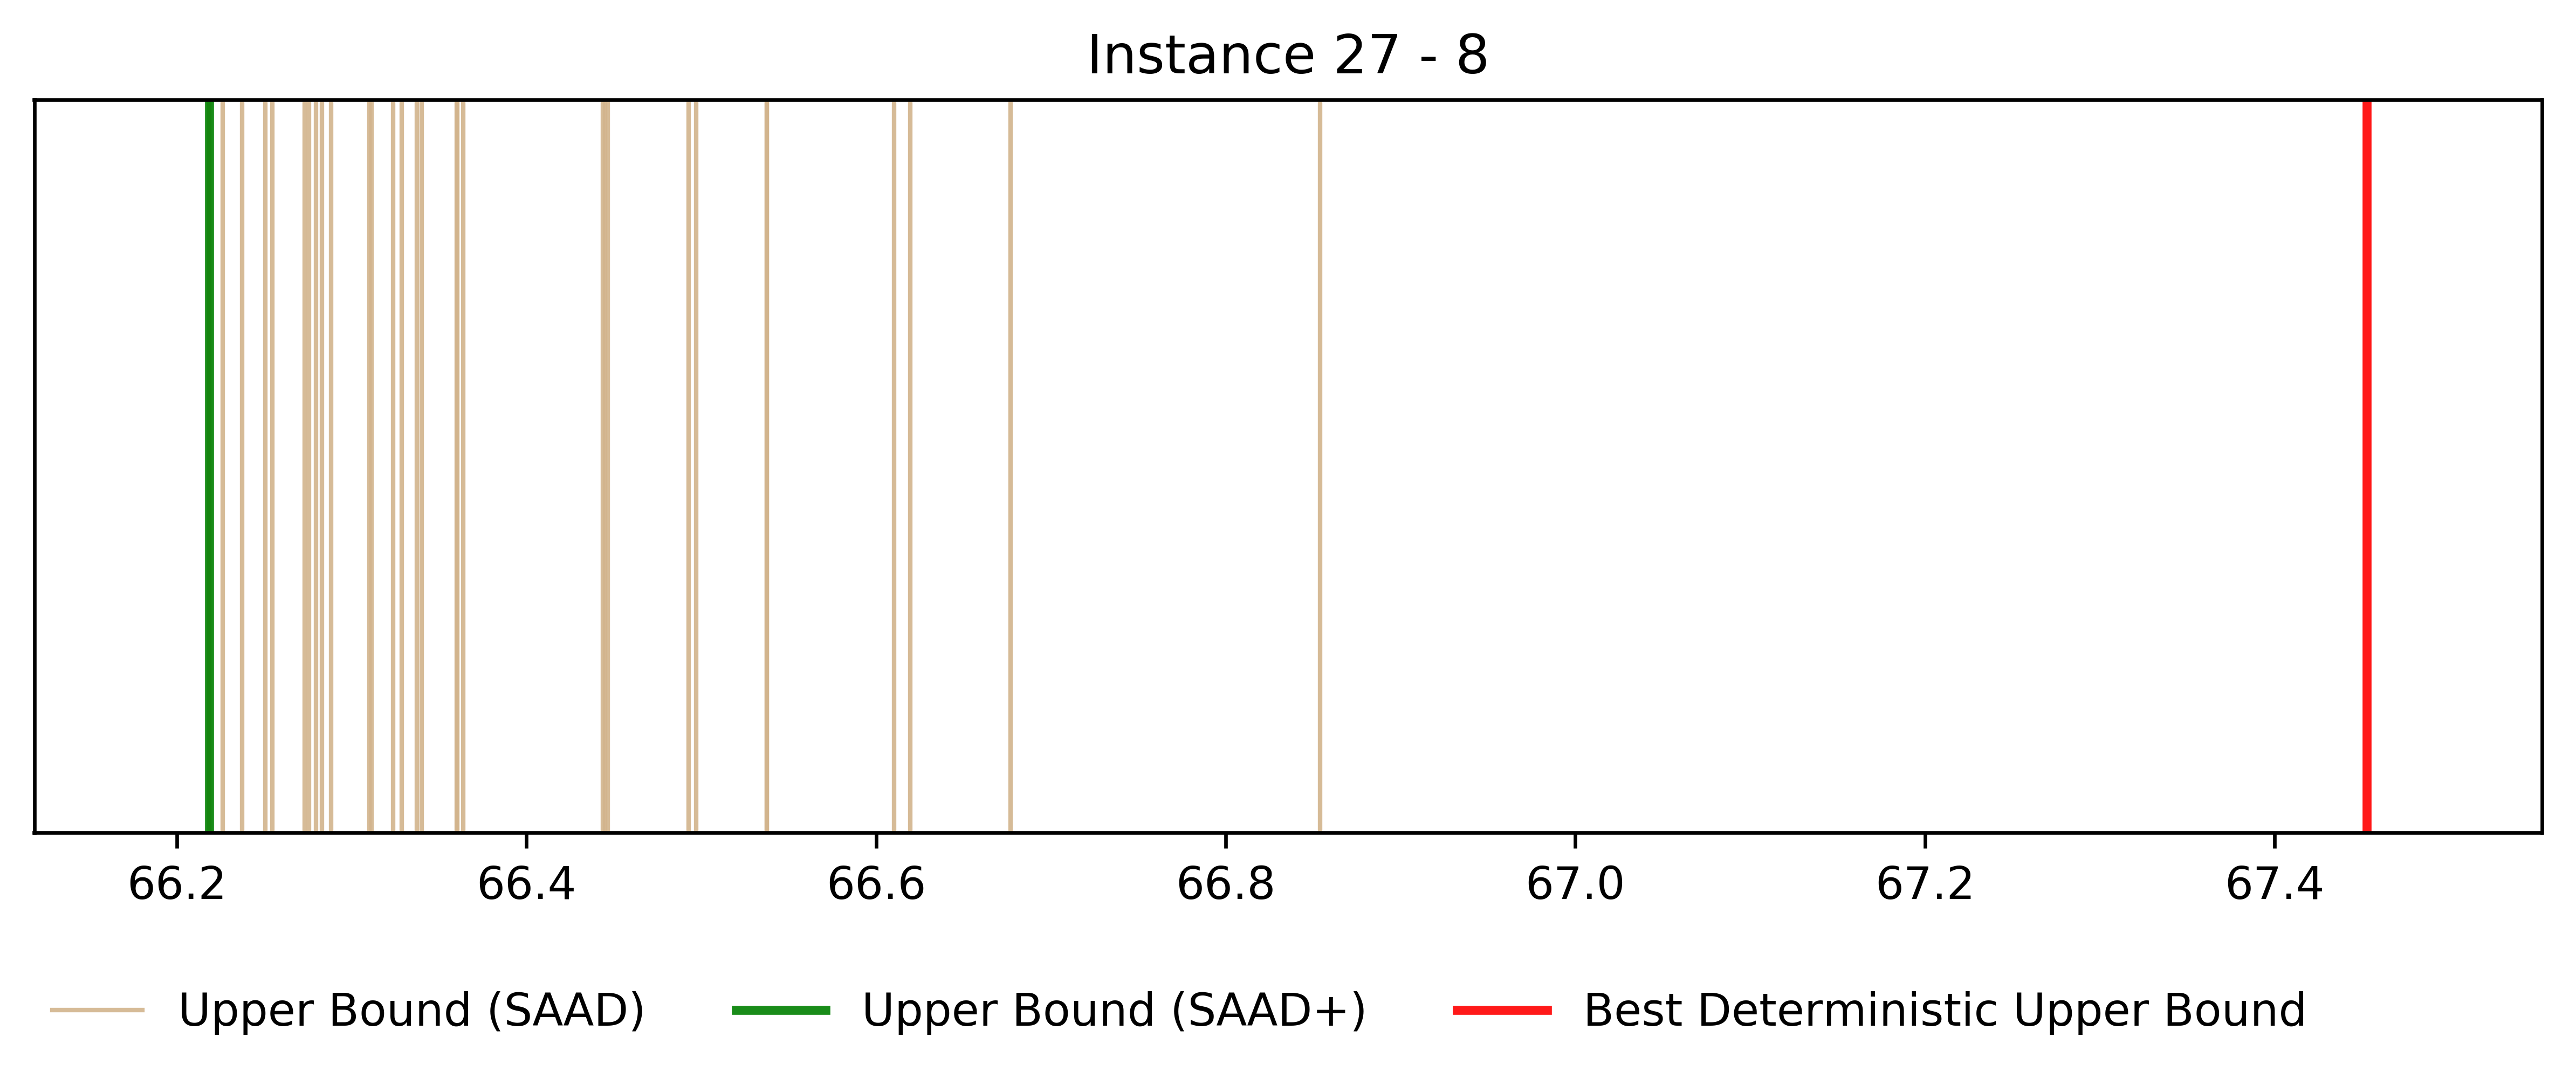 Instance 27 - 8
66.2 66.4 66.6 66.8 67.0 67.2 67.4
Upper Bound (SAAD) Upper Bound (SAAD+) Best Deterministic Upper Bound